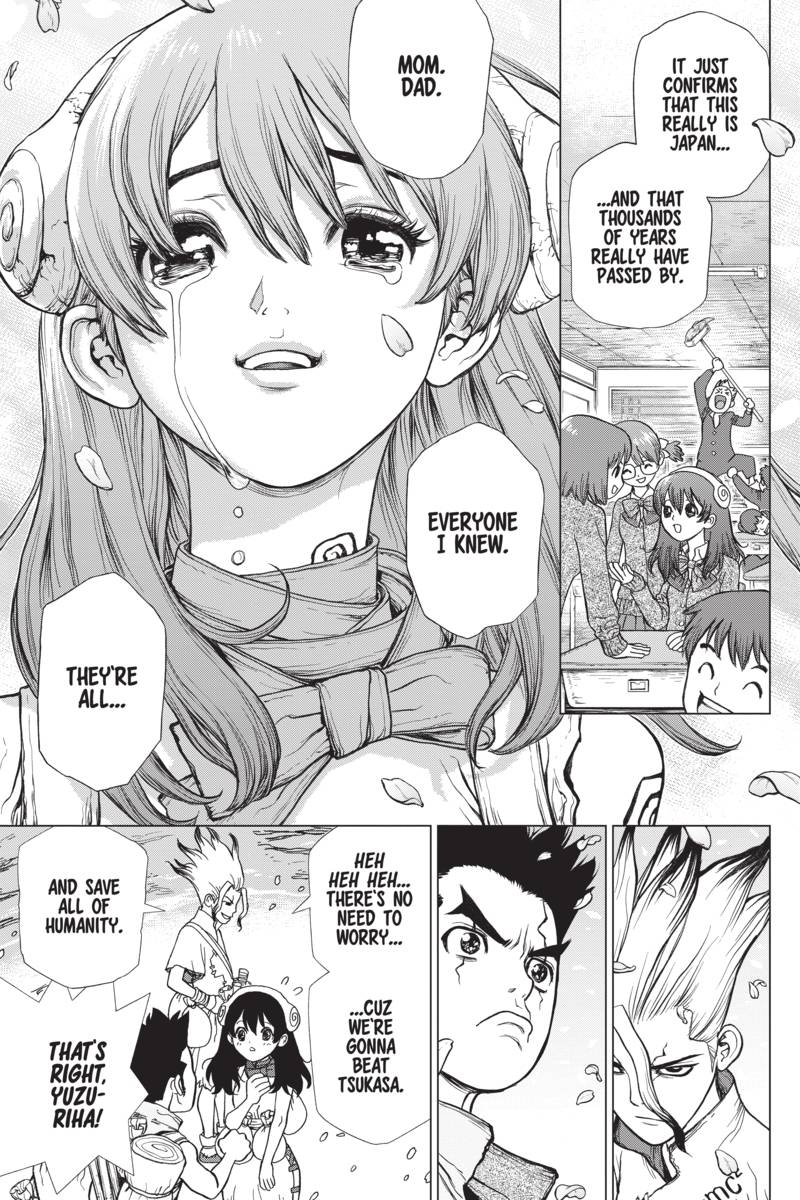 IT JUST
CONFIRMS
THAT THIS
REALLY IS
JAPAN...
...AND THAT
THOUSANDS
OF YEARS
REALLY HAVE
PASSED BY.
MOM.
DAD.
EVERYONE
I KNEW.
THEY'RE
ALL...
HEH
HEH HEH...
THERE'S NO
NEED TO
WORRY...
...CUZ
WE'RE
GONNA
BEAT
TSUKASA.
AND SAVE
ALL OF
HUMANITY.
THAT'S
RIGHT,
YUZU-
RIHA!